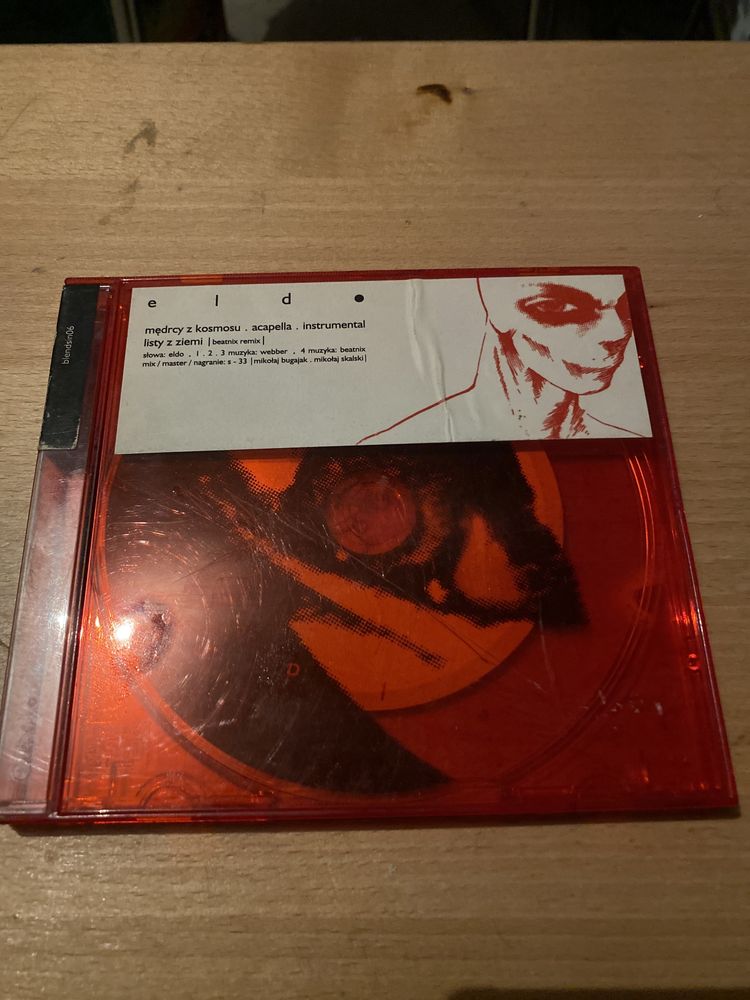 eld●
mędrcy z kosmosu . acapella . instrumental
listy z ziemi | beatnix remix |
słowa: eldo . 1 . 2 . 3 muzyka: webber . 4 muzyka: beatnix
mix / master / nagranie: s - 33 | mikołaj bugajak . mikołaj skalski |
blendsin06